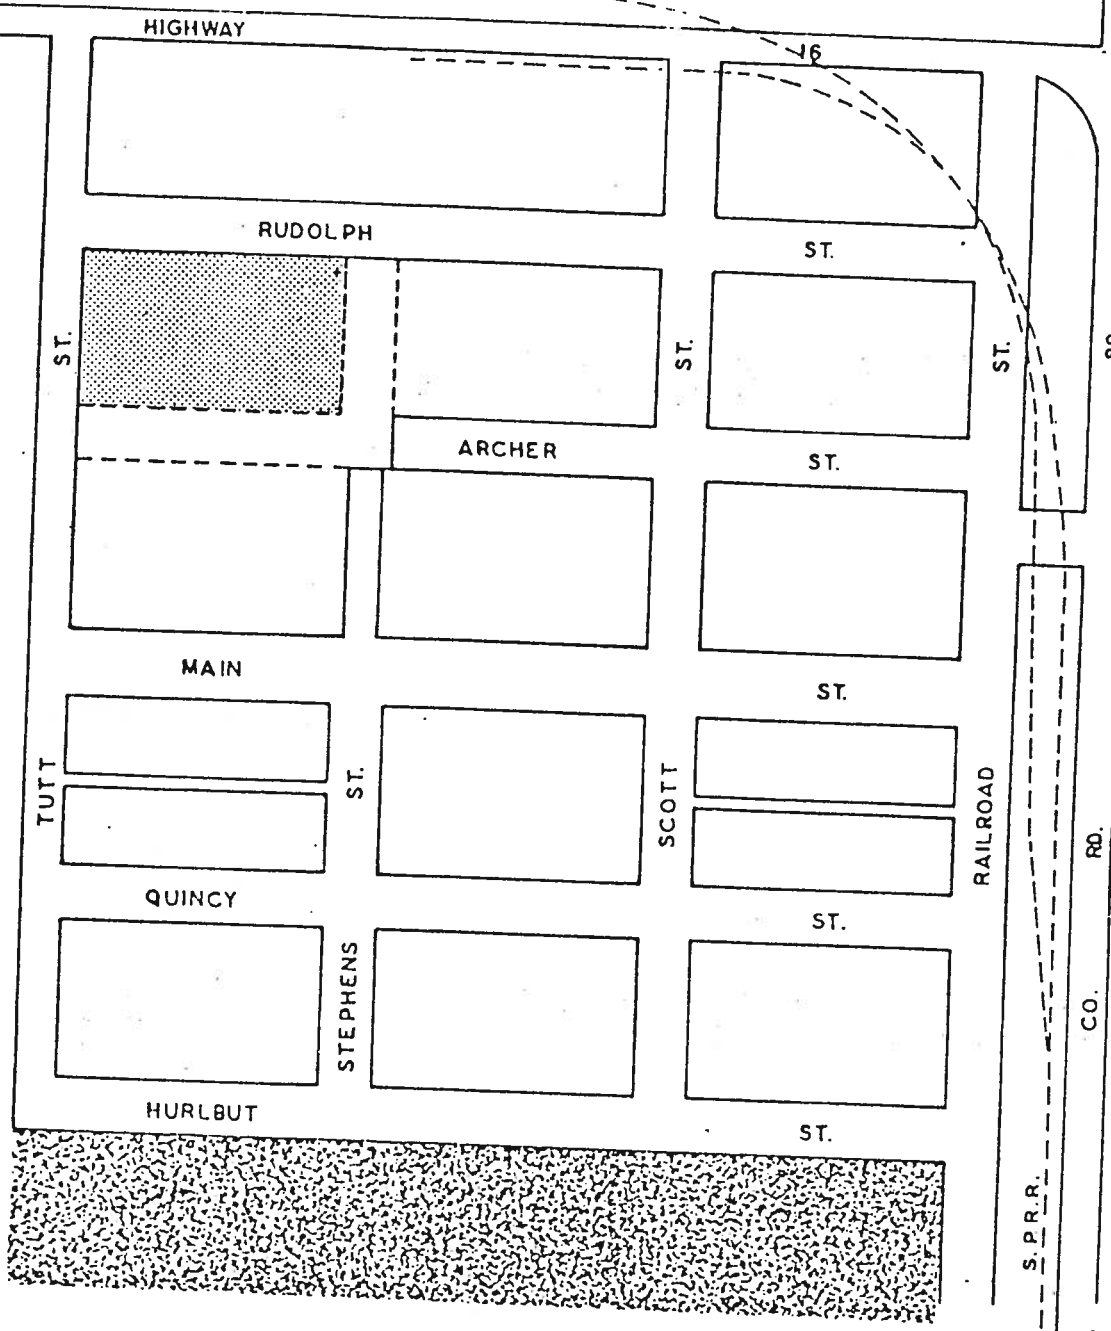 HIGHWAY
16
RUDOLPH
ST.
ST.
ST.
ST.
ARCHER
ST.
MAIN
ST.
TUTT
ST.
SCOTT
RAILROAD
RD.
QUINCY
ST.
STEPHENS
CO.
HURLBUT
ST.
S.P.R.R.